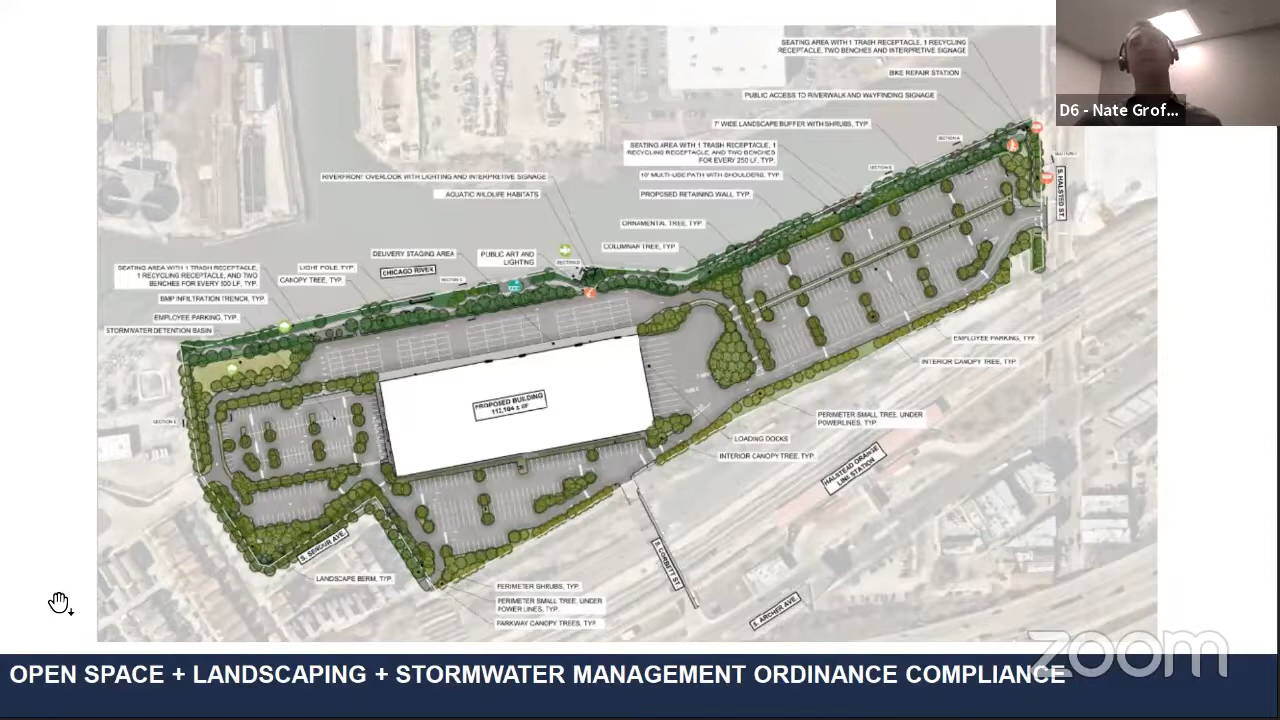 SEATING AREA WITH 1 TRASH RECEPTACLE, 1 RECYCLING
RECEPTACLE, TWO BENCHES AND INTERPRETIVE SIGNAGE
BIKE REPAIR STATION
PUBLIC ACCESS TO RIVERWALK AND WAYFINDING SIGNAGE
D6 - Nate Grof...
7' WIDE LANDSCAPE BUFFER WITH SHRUBS, TYP.
SECTION A
SEATING AREA WITH 1 TRASH RECEPTACLE, 1
RECYCLING RECEPTACLE, AND TWO BENCHES
FOR EVERY 250 LF, TYP.
SECTION B
10' MULTI-USE PATH WITH SHOULDERS, TYP.
RIVERFRONT OVERLOOK WITH LIGHTING AND INTERPRETIVE SIGNAGE
AQUATIC WILDLIFE HABITATS
PROPOSED RETAINING WALL, TYP.
S. HALSTED ST.
ORNAMENTAL TREE, TYP.
COLUMNAR TREE, TYP.
DELIVERY STAGING AREA
PUBLIC ART AND
LIGHTING
CHICAGO RIVER
LIGHT POLE, TYP.
SEATING AREA WITH 1 TRASH RECEPTACLE,
1 RECYCLING RECEPTACLE, AND TWO
BENCHES FOR EVERY 500 LF, TYP.
CANOPY TREE, TYP.
BMP INFILTRATION TRENCH, TYP.
EMPLOYEE PARKING, TYP.
STORMWATER DETENTION BASIN
EMPLOYEE PARKING, TYP.
INTERIOR CANOPY TREE, TYP.
PROPOSED BUILDING
PERIMETER SMALL TREE, UNDER
POWERLINES, TYP.
LOADING DOCKS
INTERIOR CANOPY TREE, TYP.
HALSTEAD ORANGE
LINE STATION
S. SENOUR AVE.
S. CORBETT ST
LANDSCAPE BERM, TYP.
PERIMETER SHRUBS, TYP.
PERIMETER SMALL TREE, UNDER
POWER LINES, TYP.
PARKWAY CANOPY TREES, TYP.
S. ARCHER AVE.
zoom
OPEN SPACE + LANDSCAPING + STORMWATER MANAGEMENT ORDINANCE COMPLIANCE